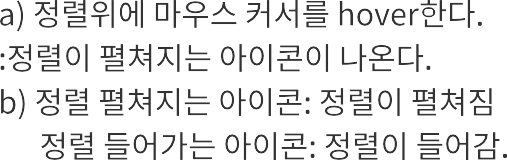 a) 정렬위에 마우스 커서를 hover한다.
:정렬이 펼쳐지는 아이콘이 나온다.
b) 정렬 펼쳐지는 아이콘: 정렬이 펼쳐짐
정렬 들어가는 아이콘: 정렬이 들어감.